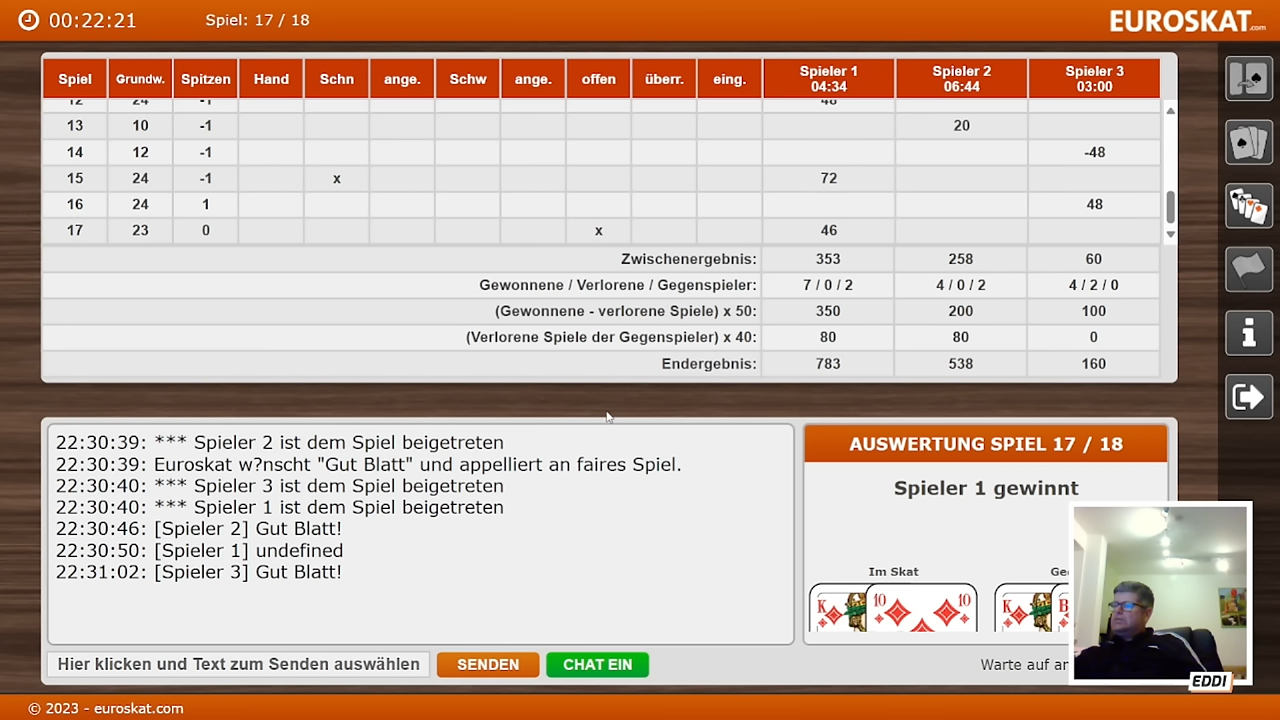 00:22:21 Spiel: 17 / 18 EUROSKAT.com
Spiel Grundw. Spitzen Hand Schn ange. Schw ange. offen überr. eing. Spieler 1 04:34 Spieler 2 06:44 Spieler 3 03:00
12 24 -1 48
13 10 -1 20
14 12 -1 -48
15 24 -1 x 72
16 24 1 48
17 23 0 x 46
Zwischenergebnis: 353 258 60
Gewonnene / Verlorene / Gegenspieler: 7 / 0 / 2 4 / 0 / 2 4 / 2 / 0
(Gewonnene - verlorene Spiele) x 50: 350 200 100
(Verlorene Spiele der Gegenspieler) x 40: 80 80 0
Endergebnis: 783 538 160
22:30:39: *** Spieler 2 ist dem Spiel beigetreten
22:30:39: Euroskat w?nscht "Gut Blatt" und appelliert an faires Spiel.
22:30:40: *** Spieler 3 ist dem Spiel beigetreten
22:30:40: *** Spieler 1 ist dem Spiel beigetreten
22:30:46: [Spieler 2] Gut Blatt!
22:30:50: [Spieler 1] undefined
22:31:02: [Spieler 3] Gut Blatt!
Hier klicken und Text zum Senden auswählen SENDEN CHAT EIN
AUSWERTUNG SPIEL 17 / 18
Spieler 1 gewinnt
Im Skat
K 10 10 K B
Warte auf
EDDI
© 2023 - euroskat.com